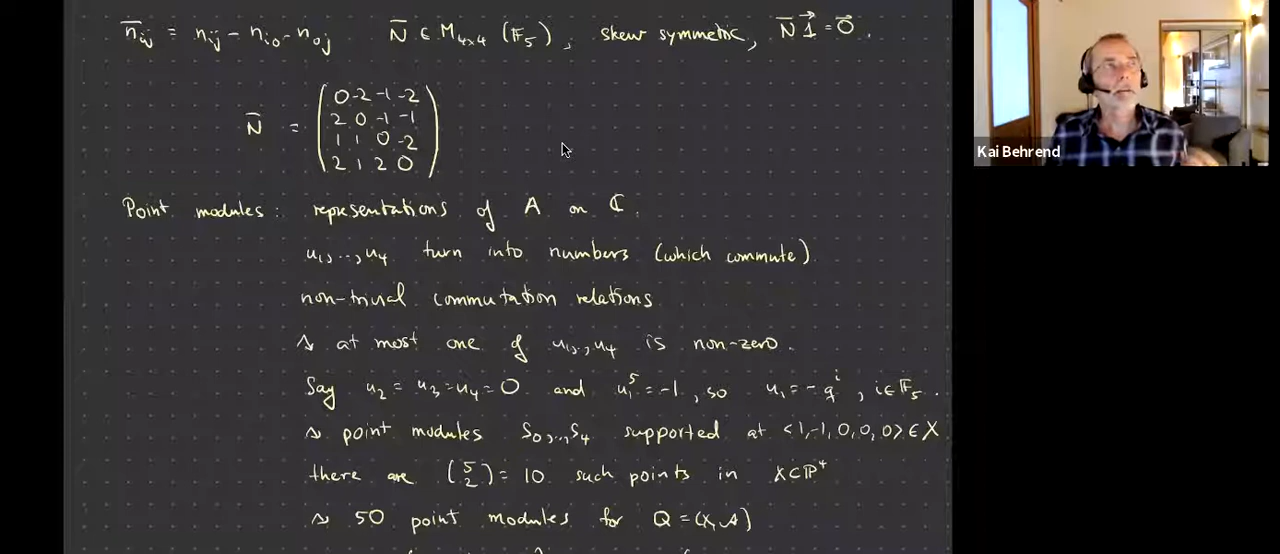 n̄ᵢⱼ = nᵢⱼ - nᵢ₀ - n₀ⱼ   N̄ ∈ M₄ₓ₄ (𝔽₅), skew symmetric, N̄ 1⃗ = 0⃗.
N̄ =
0 -2 -1 -2
2 0 -1 -1
1 1 0 -2
2 1 2 0
Point modules: representations of A on ℂ.
u₁,..,u₄ turn into numbers (which commute)
non-trivial commutation relations
⇝ at most one of u₁,..,u₄ is non-zero.
Say u₂ = u₃ = u₄ = 0 and u₁⁵ = -1, so u₁ = -qⁱ, i ∈ 𝔽₅.
⇝ point modules S₀,..,S₄ supported at <1,-1,0,0,0> ∈ X
there are (5 2) = 10 such points in X ⊂ ℙ⁴
⇝ 50 point modules for Q = (X, A)
Kai Behrend